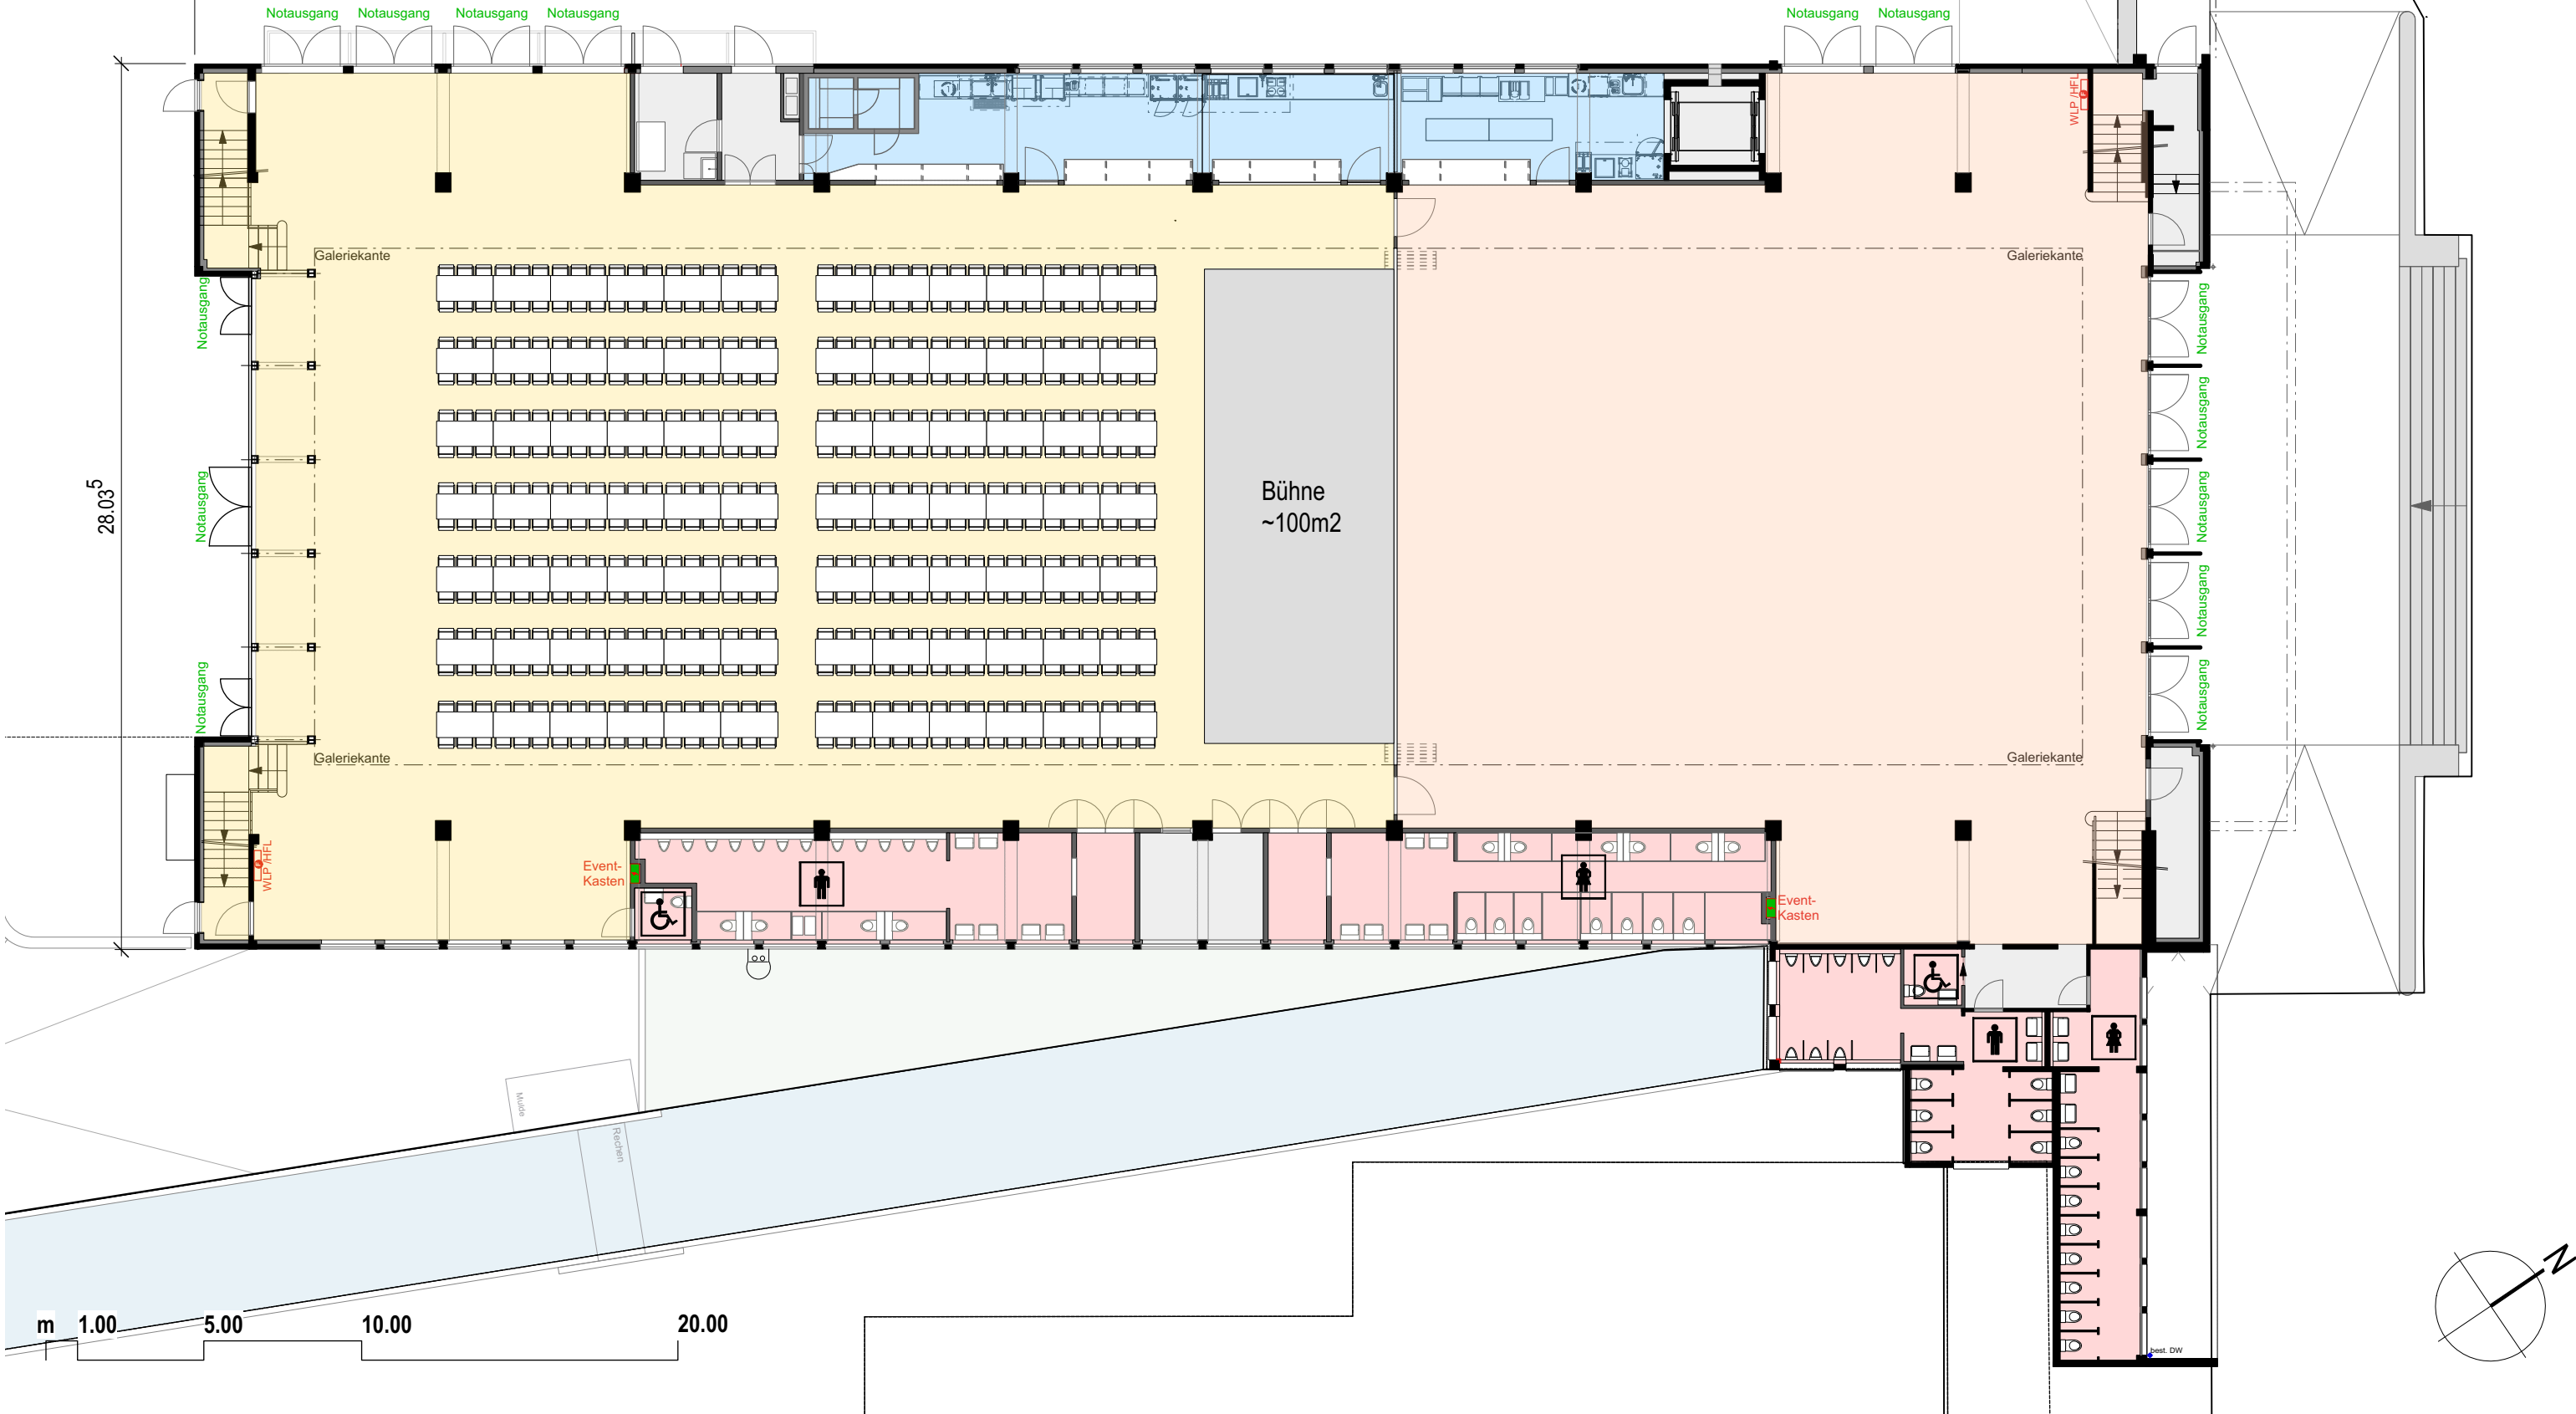 Notausgang Notausgang Notausgang Notausgang Notausgang Notausgang
WLP /HFL
Galeriekante Galeriekante
Notausgang
Notausgang
Notausgang
Notausgang
28.03⁵
Notausgang
Bühne
~100m2
Notausgang
Notausgang
Notausgang
Galeriekante Galeriekante
WLP /HFL
Event-
Kasten
Event-
Kasten
Mulde
Rechen
m 1.00 5.00 10.00 20.00
best. DW
N